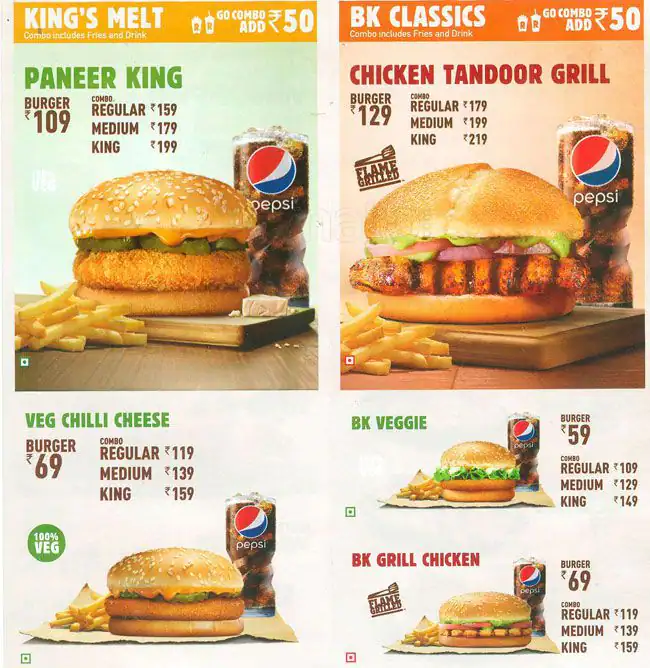 KING'S MELT
Combo includes Fries and Drink
GO COMBO
ADD ₹50
PANEER KING
BURGER
₹109
COMBO
REGULAR ₹159
MEDIUM ₹179
KING ₹199
pepsi
BK CLASSICS
Combo includes Fries and Drink
GO COMBO
ADD ₹50
CHICKEN TANDOOR GRILL
BURGER
₹129
COMBO
REGULAR ₹179
MEDIUM ₹199
KING ₹219
FLAME
GRILLED
pepsi
VEG CHILLI CHEESE
BURGER
₹69
COMBO
REGULAR ₹119
MEDIUM ₹139
KING ₹159
100%
VEG
pepsi
BK VEGGIE
BURGER
₹59
COMBO
REGULAR ₹109
MEDIUM ₹129
KING ₹149
pepsi
BK GRILL CHICKEN
BURGER
₹69
COMBO
REGULAR ₹119
MEDIUM ₹139
KING ₹159
FLAME
GRILLED
pepsi